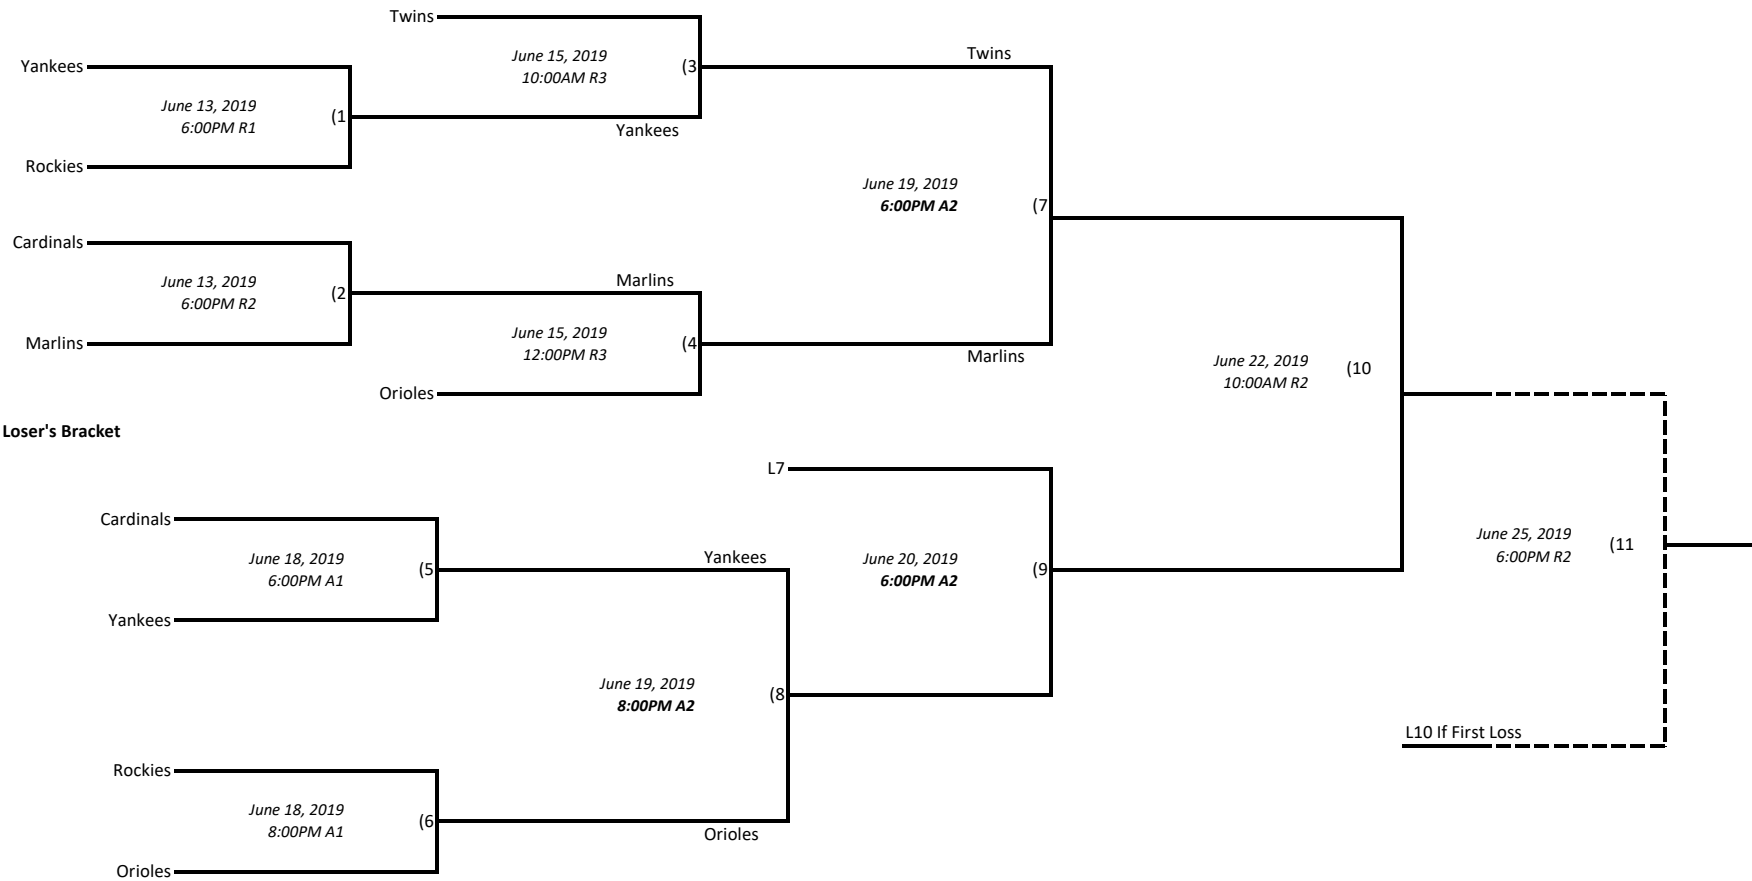 Twins
June 15, 2019
10:00AM R3
(3
Twins
Yankees
June 13, 2019
6:00PM R1
(1
Yankees
Rockies
June 19, 2019
6:00PM A2
(7
Cardinals
June 13, 2019
6:00PM R2
(2
Marlins
Marlins
June 15, 2019
12:00PM R3
(4
Marlins
Orioles
June 22, 2019
10:00AM R2
(10
Loser's Bracket
L7
Cardinals
June 18, 2019
6:00PM A1
(5
Yankees
Yankees
June 20, 2019
6:00PM A2
(9
June 25, 2019
6:00PM R2
(11
June 19, 2019
8:00PM A2
(8
L10 If First Loss
Rockies
June 18, 2019
8:00PM A1
(6
Orioles
Orioles